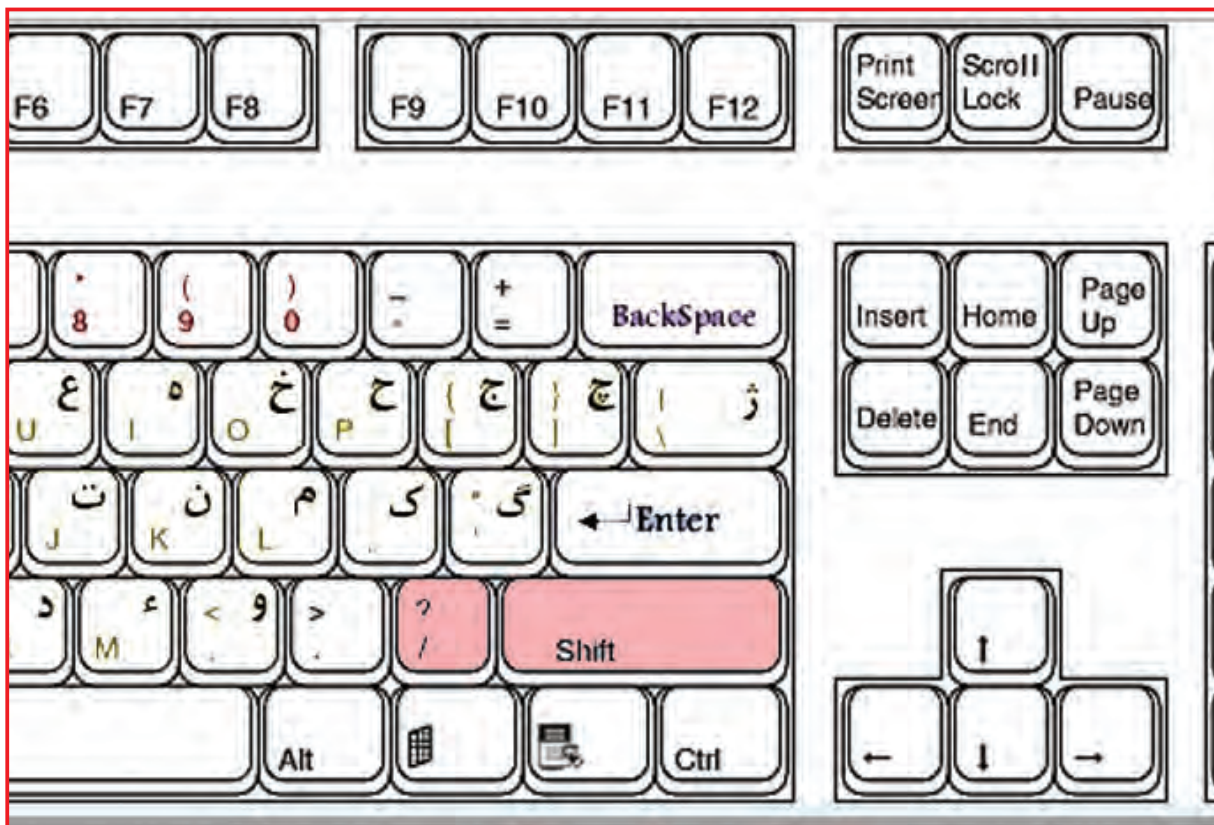 F6 F7 F8 F9 F10 F11 F12 Print Screen Scroll Lock Pause
* 8 ( 9 ) 0 _ - + = BackSpace Insert Home Page Up
U ع I ه O خ P ح { [ ج } ] چ | \ ژ Delete End Page Down
J ت K ن L م ک " ' گ ↵Enter
د M ء < و > . ? / Shift ↑
Alt Ctrl ← ↓ →